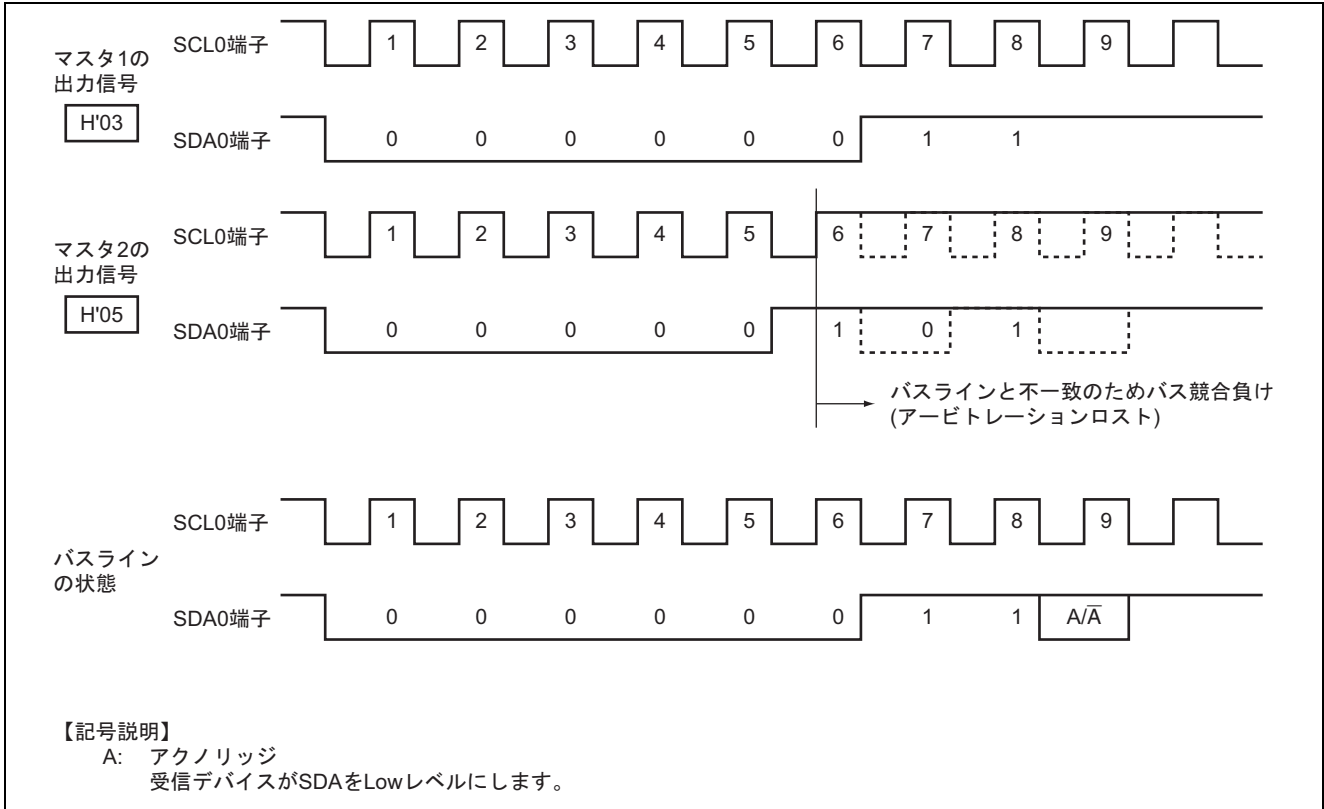 マスタ1の
出力信号
H'03
SCL0端子 1 2 3 4 5 6 7 8 9
SDA0端子 0 0 0 0 0 0 1 1
マスタ2の
出力信号
H'05
SCL0端子 1 2 3 4 5 6 7 8 9
SDA0端子 0 0 0 0 0 1 0 1
バスラインと不一致のためバス競合負け
(アービトレーションロスト)
バスライン
の状態
SCL0端子 1 2 3 4 5 6 7 8 9
SDA0端子 0 0 0 0 0 0 1 1 A/A̅
【記号説明】
A: アクノリッジ
受信デバイスがSDAをLowレベルにします。